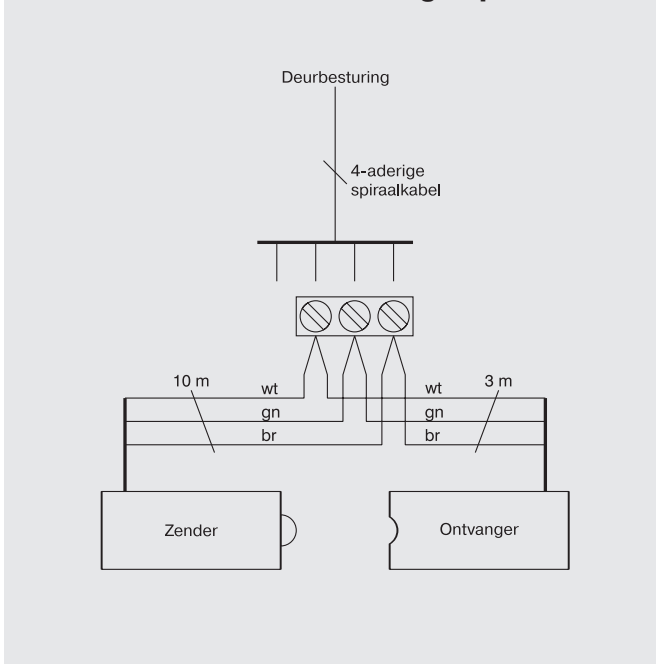 Deurbesturing
4-aderige
spiraalkabel
10 m
wt
wt
3 m
gn
gn
br
br
Zender
Ontvanger